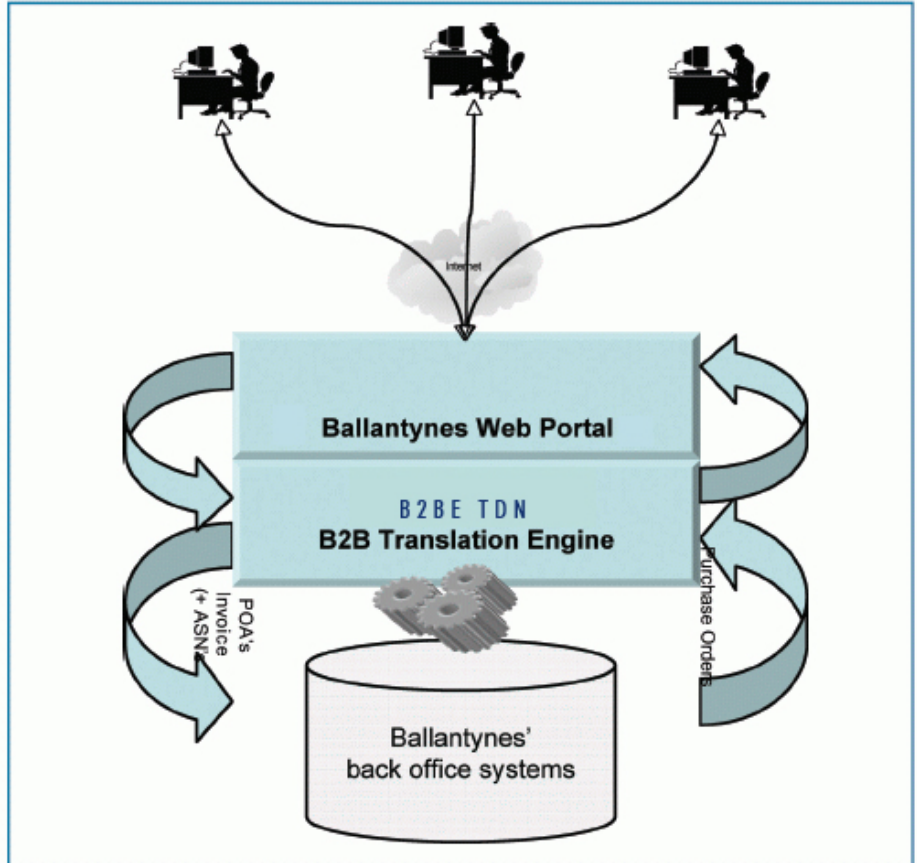 Internet
Ballantynes Web Portal
B2BE TDN
B2B Translation Engine
POA's
Invoice
(+ ASN's
Purchase Orders
Ballantynes'
back office systems